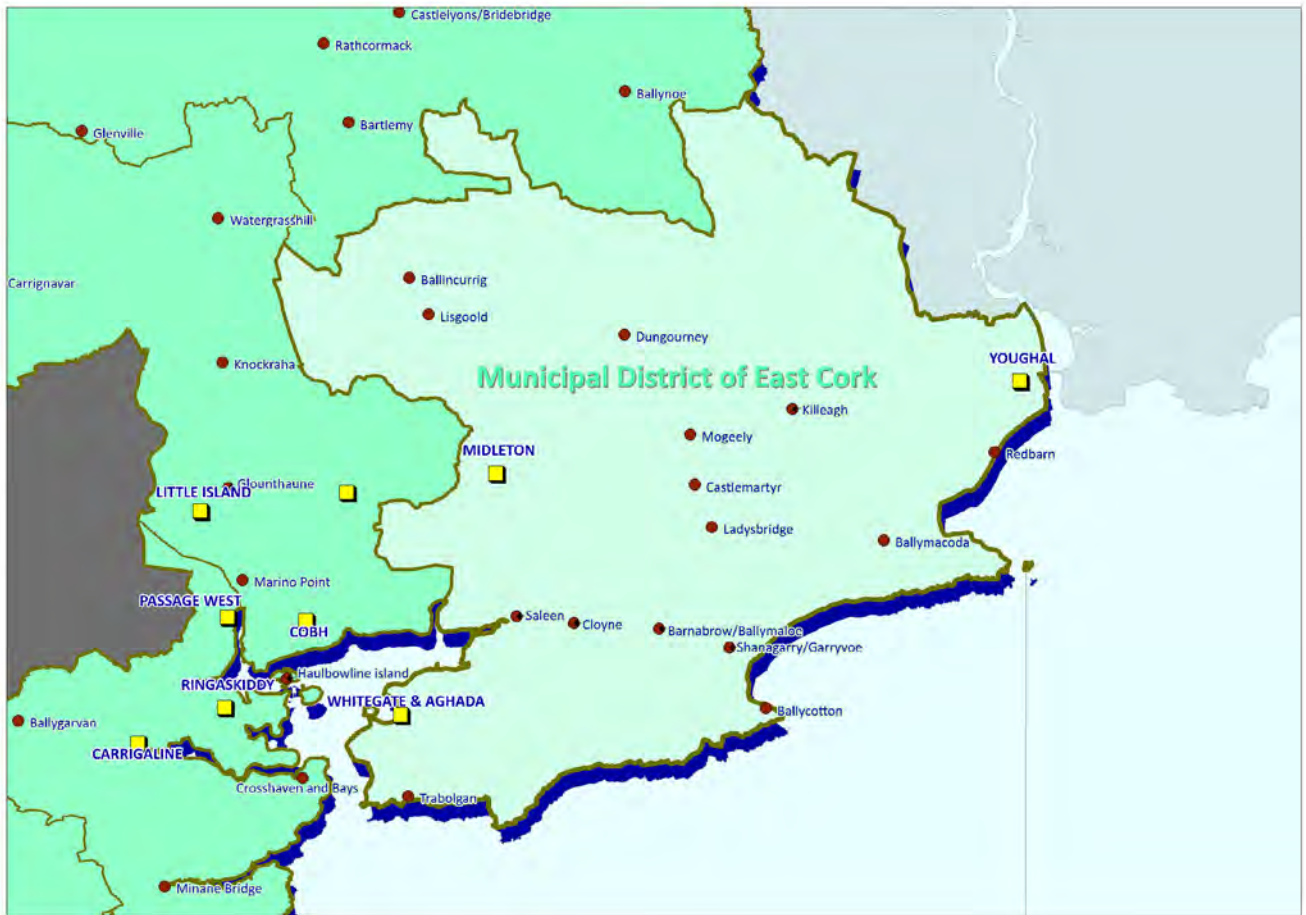 Castlelyons/Bridebridge
Rathcormack
Ballynoe
Bartlemy
Glenville
Watergrasshill
Carrignavar
Ballincurrig
Lisgoold
Dungourney
YOUGHAL
Knockraha
Municipal District of East Cork
Killeagh
Mogeely
MIDLETON
Redbarn
Glounthaune
LITTLE ISLAND
Castlemartyr
Ladysbridge
Ballymacoda
Marino Point
PASSAGE WEST
Saleen
Cloyne
COBH
Barnabrow/Ballymaloe
Shanagarry/Garryvoe
Haulbowline island
RINGASKIDDY
WHITEGATE & AGHADA
Ballycotton
Ballygarvan
CARRIGALINE
Crosshaven and Bays
Trabolgan
Minane Bridge